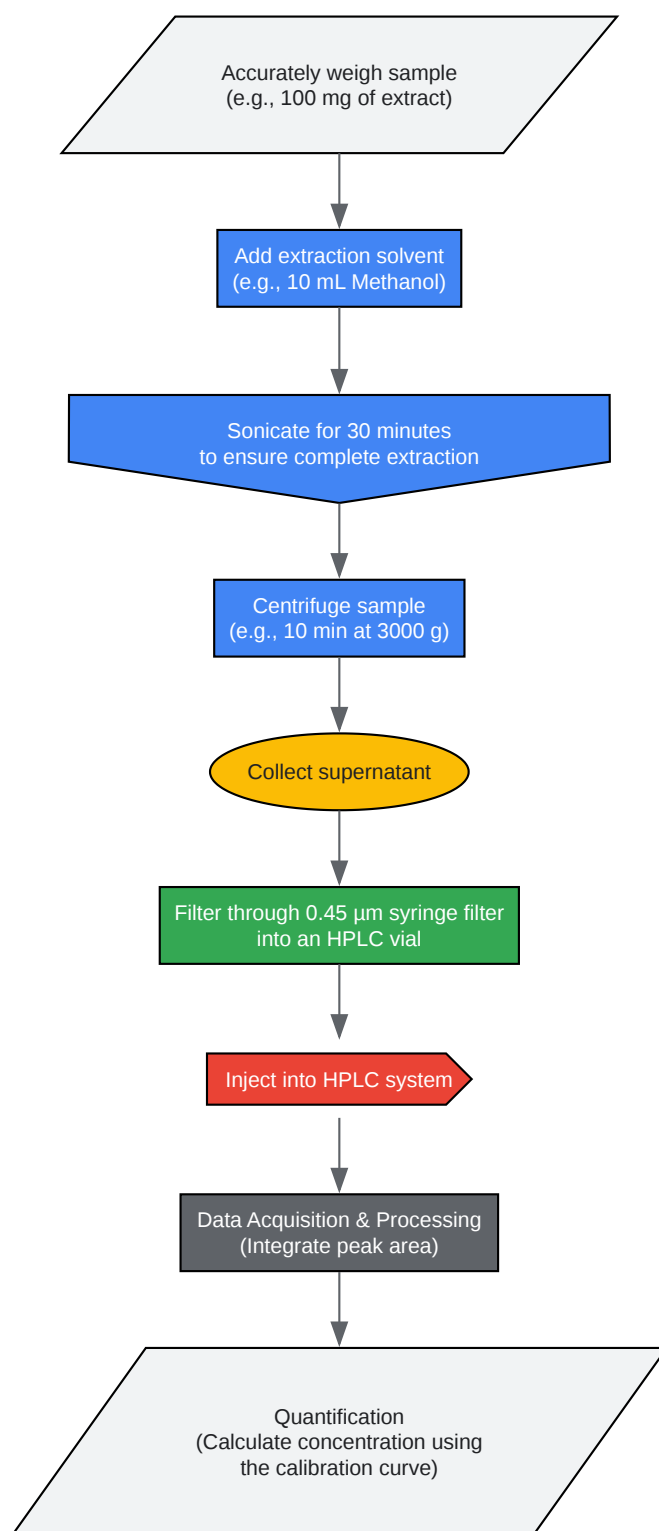 Accurately weigh sample
(e.g., 100 mg of extract)
Add extraction solvent
(e.g., 10 mL Methanol)
Sonicate for 30 minutes
to ensure complete extraction
Centrifuge sample
(e.g., 10 min at 3000 g)
Collect supernatant
Filter through 0.45 µm syringe filter
into an HPLC vial
Inject into HPLC system
Data Acquisition & Processing
(Integrate peak area)
Quantification
(Calculate concentration using
the calibration curve)